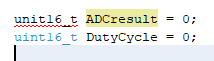 unit16_t ADCresult = 0;
uint16_t DutyCycle = 0;